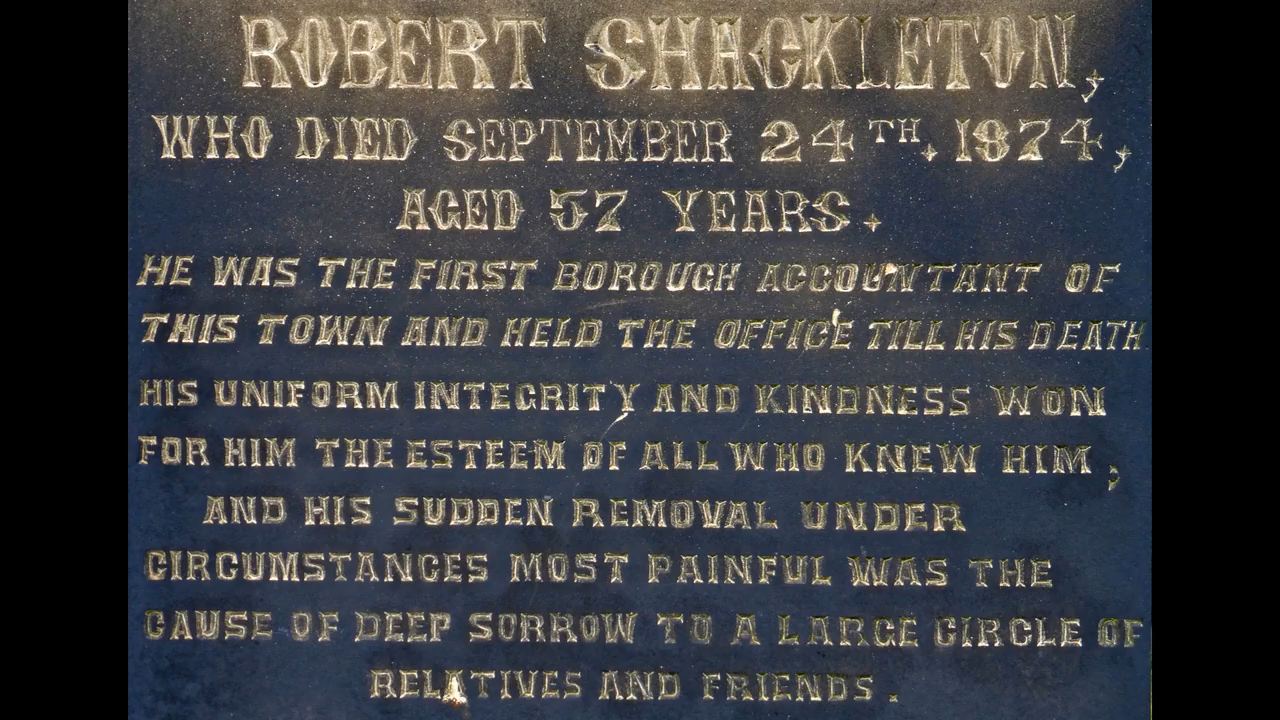 ROBERT SHACKLETON,
WHO DIED SEPTEMBER 24TH. 1874,
AGED 57 YEARS.
HE WAS THE FIRST BOROUGH ACCOUNTANT OF
THIS TOWN AND HELD THE OFFICE TILL HIS DEATH.
HIS UNIFORM INTEGRITY AND KINDNESS WON
FOR HIM THE ESTEEM OF ALL WHO KNEW HIM,
AND HIS SUDDEN REMOVAL UNDER
CIRCUMSTANCES MOST PAINFUL WAS THE
CAUSE OF DEEP SORROW TO A LARGE CIRCLE OF
RELATIVES AND FRIENDS.